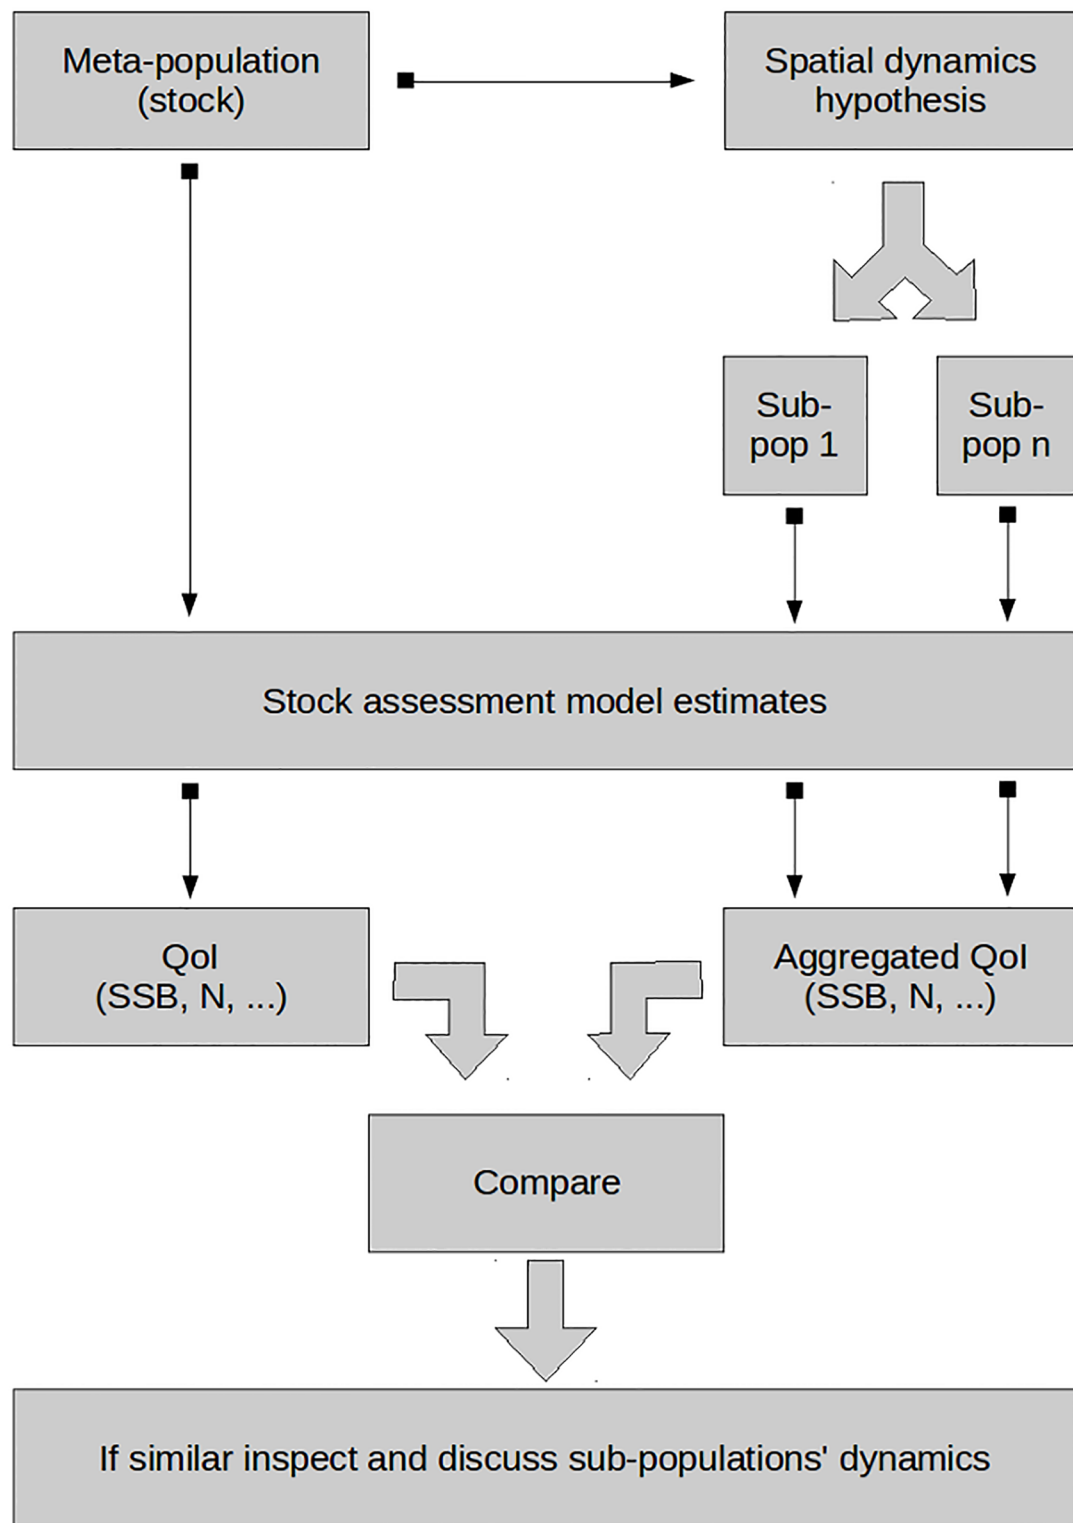 Meta-population
(stock)
Spatial dynamics
hypothesis
Sub-
pop 1
Sub-
pop n
Stock assessment model estimates
QoI
(SSB, N, ...)
Aggregated QoI
(SSB, N, ...)
Compare
If similar inspect and discuss sub-populations' dynamics